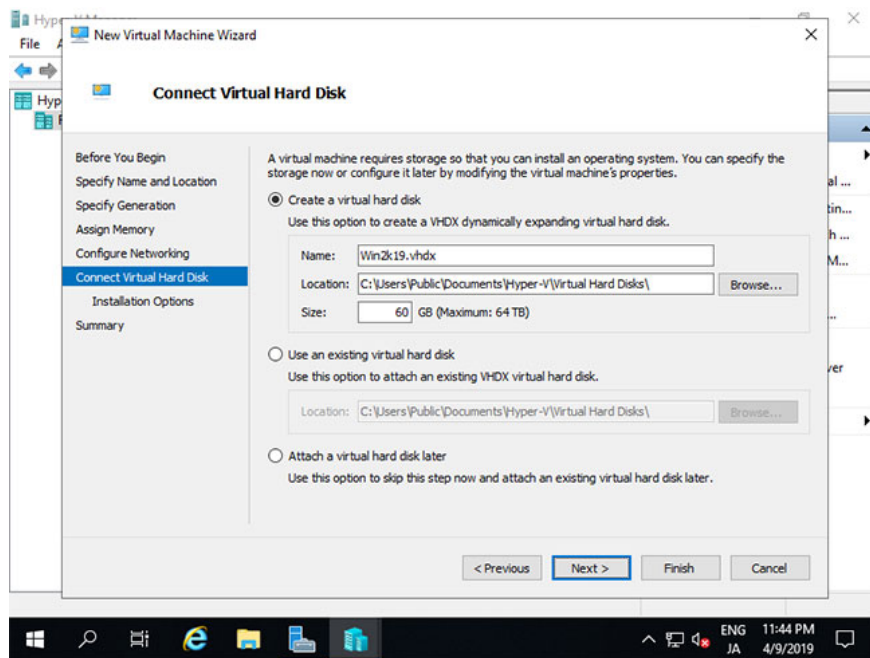 New Virtual Machine Wizard
File
Connect Virtual Hard Disk
Before You Begin
Specify Name and Location
Specify Generation
Assign Memory
Configure Networking
Connect Virtual Hard Disk
Installation Options
Summary
A virtual machine requires storage so that you can install an operating system. You can specify the
storage now or configure it later by modifying the virtual machine's properties.
Create a virtual hard disk
Use this option to create a VHDX dynamically expanding virtual hard disk.
Name: Win2k19.vhdx
Location: C:\Users\Public\Documents\Hyper-V\Virtual Hard Disks\ Browse...
Size: 60 GB (Maximum: 64 TB)
Use an existing virtual hard disk
Use this option to attach an existing VHDX virtual hard disk.
Location: C:\Users\Public\Documents\Hyper-V\Virtual Hard Disks\ Browse...
Attach a virtual hard disk later
Use this option to skip this step now and attach an existing virtual hard disk later.
< Previous Next > Finish Cancel
ENG 11:44 PM
JA 4/9/2019